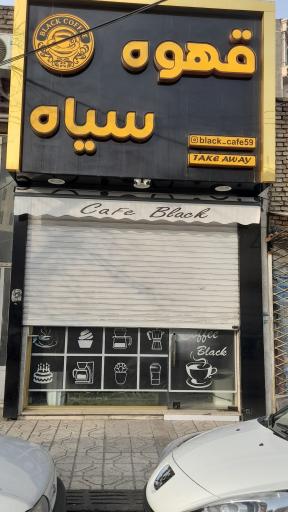 BLACK COFFEE
قهوه
سیاه
black_cafe59
TAKE AWAY
Cafe Black
Coffee
Black